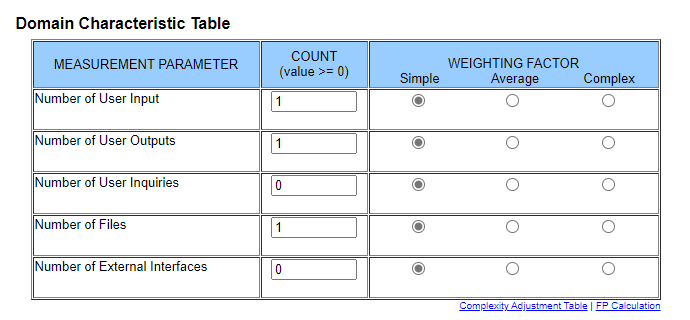 Domain Characteristic Table
MEASUREMENT PARAMETER
COUNT
(value >= 0)
WEIGHTING FACTOR
Simple Average Complex
Number of User Input 1
Number of User Outputs 1
Number of User Inquiries 0
Number of Files 1
Number of External Interfaces 0
Complexity Adjustment Table | FP Calculation